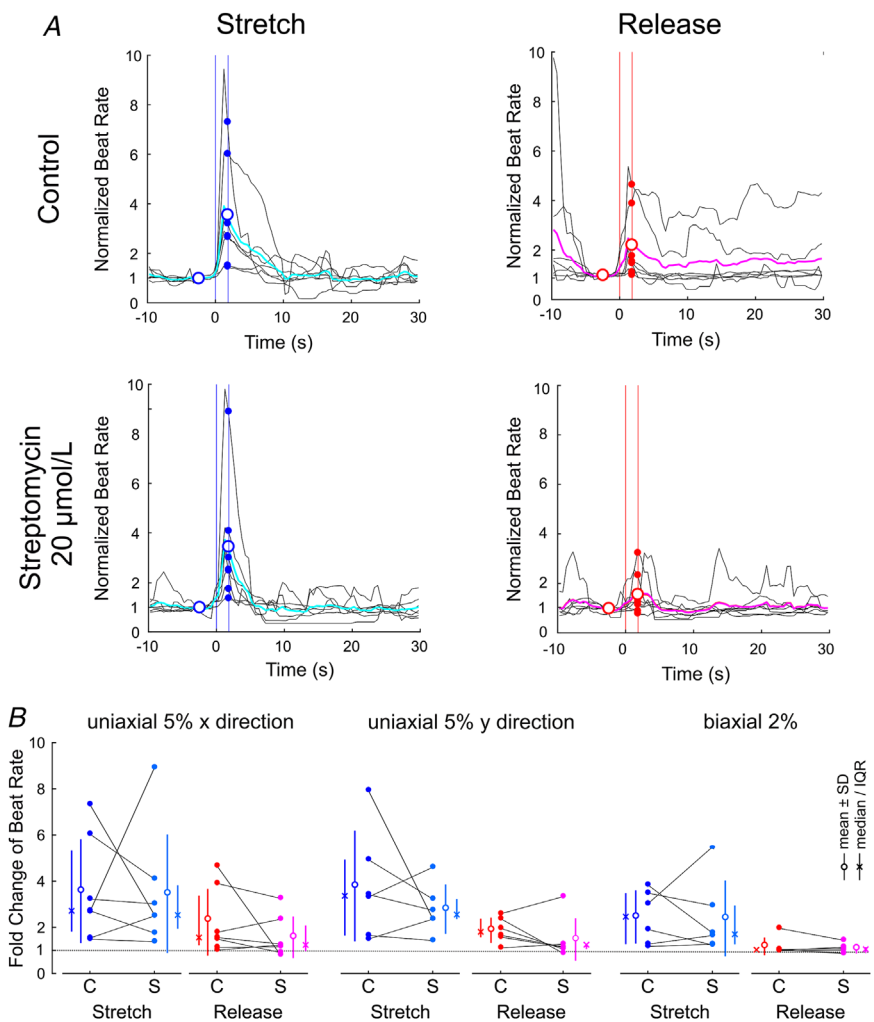 A
Stretch
Release
Control
Normalized Beat Rate
10
8
6
4
2
1
0
-10
0
10
20
30
Time (s)
Normalized Beat Rate
10
8
6
4
2
1
0
-10
0
10
20
30
Time (s)
Streptomycin
20 µmol/L
Normalized Beat Rate
10
8
6
4
2
1
0
-10
0
10
20
30
Time (s)
Normalized Beat Rate
10
8
6
4
2
1
0
-10
0
10
20
30
Time (s)
B
uniaxial 5% x direction
uniaxial 5% y direction
biaxial 2%
Fold Change of Beat Rate
10
8
6
4
2
1
0
mean ± SD
median / IQR
C S C S C S C S C S C S
Stretch Release Stretch Release Stretch Release